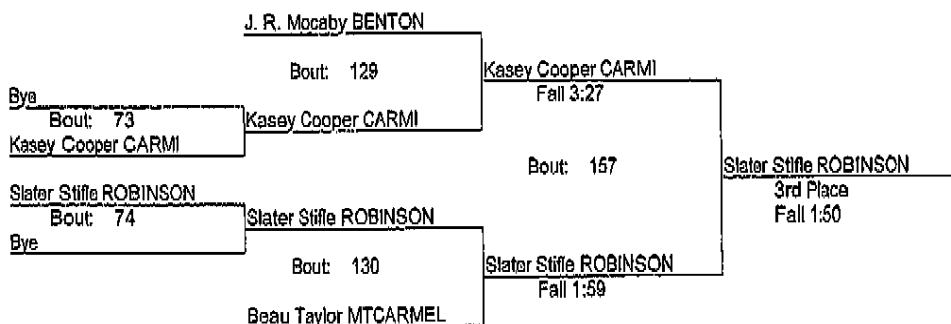 J. R. Mocaby BENTON
Bout: 129
Kasey Cooper CARMI
Fall 3:27
Bye
Bout: 73
Kasey Cooper CARMI
Kasey Cooper CARMI
Bout: 157
Slater Stifle ROBINSON
3rd Place
Fall 1:50
Slater Stifle ROBINSON
Bout: 74
Slater Stifle ROBINSON
Bye
Bout: 130
Slater Stifle ROBINSON
Fall 1:59
Beau Taylor MTCARMEL